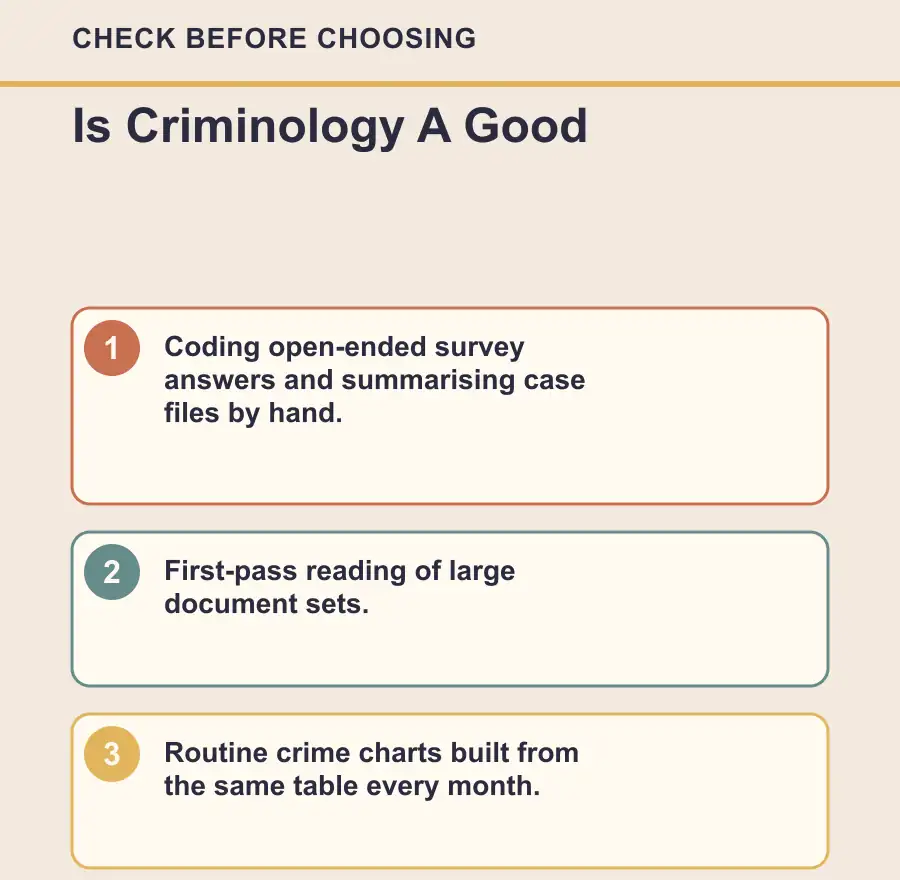 CHECK BEFORE CHOOSING
Is Criminology A Good
1
Coding open-ended survey
answers and summarising case
files by hand.
2
First-pass reading of large
document sets.
3
Routine crime charts built from
the same table every month.